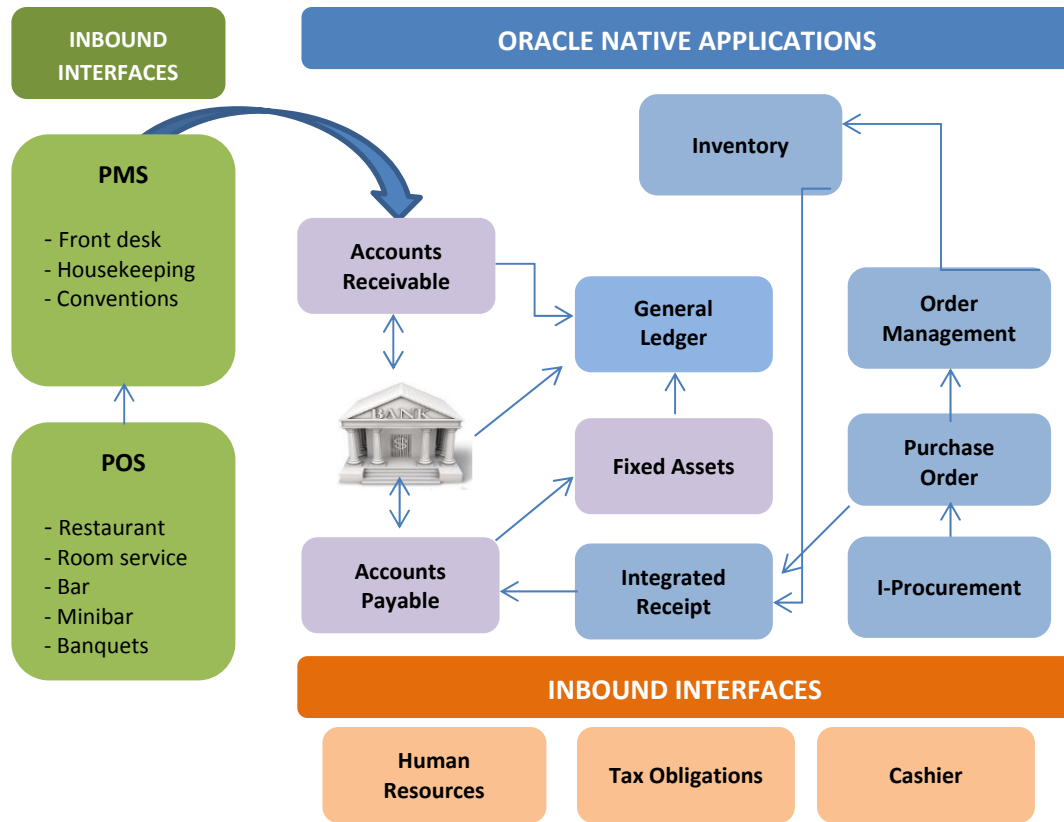 INBOUND
INTERFACES
ORACLE NATIVE APPLICATIONS
PMS
- Front desk
- Housekeeping
- Conventions
POS
- Restaurant
- Room service
- Bar
- Minibar
- Banquets
Inventory
Accounts
Receivable
General
Ledger
Order
Management
BANK
$
Fixed Assets
Purchase
Order
Accounts
Payable
Integrated
Receipt
I-Procurement
INBOUND INTERFACES
Human
Resources
Tax Obligations
Cashier